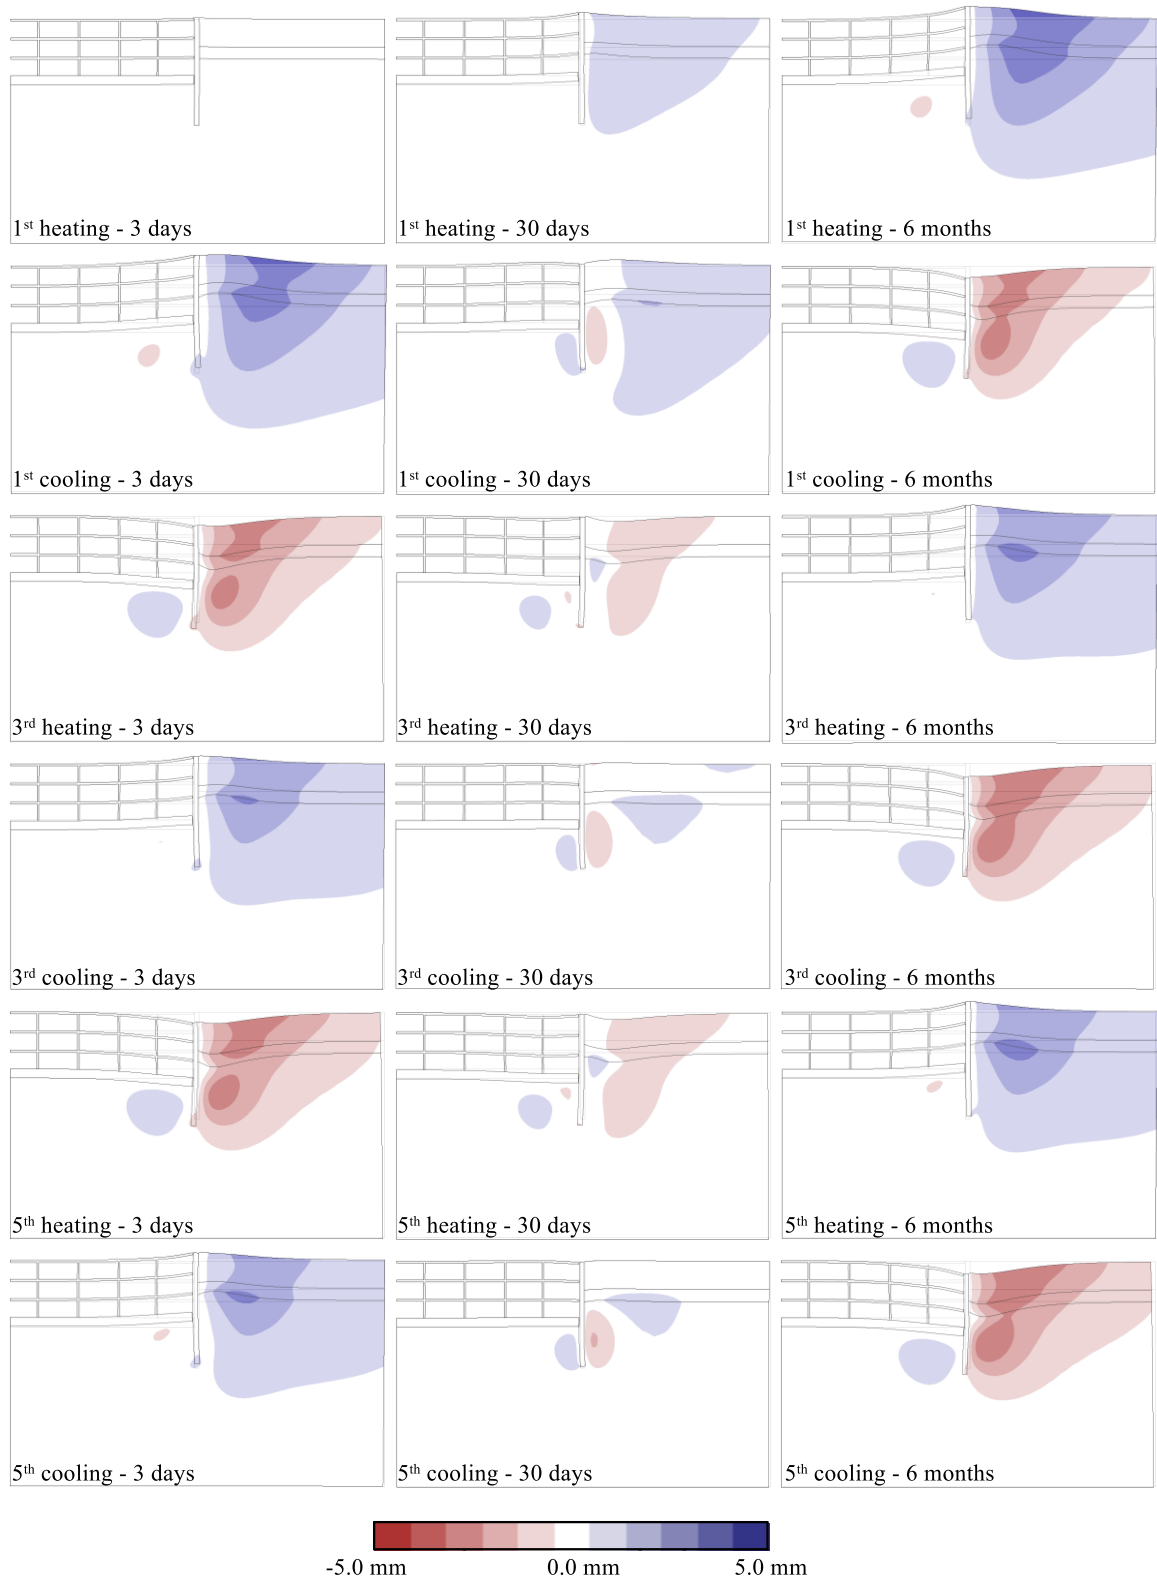 1st heating - 3 days
1st heating - 30 days
1st heating - 6 months
1st cooling - 3 days
1st cooling - 30 days
1st cooling - 6 months
3rd heating - 3 days
3rd heating - 30 days
3rd heating - 6 months
3rd cooling - 3 days
3rd cooling - 30 days
3rd cooling - 6 months
5th heating - 3 days
5th heating - 30 days
5th heating - 6 months
5th cooling - 3 days
5th cooling - 30 days
5th cooling - 6 months
-5.0 mm
0.0 mm
5.0 mm